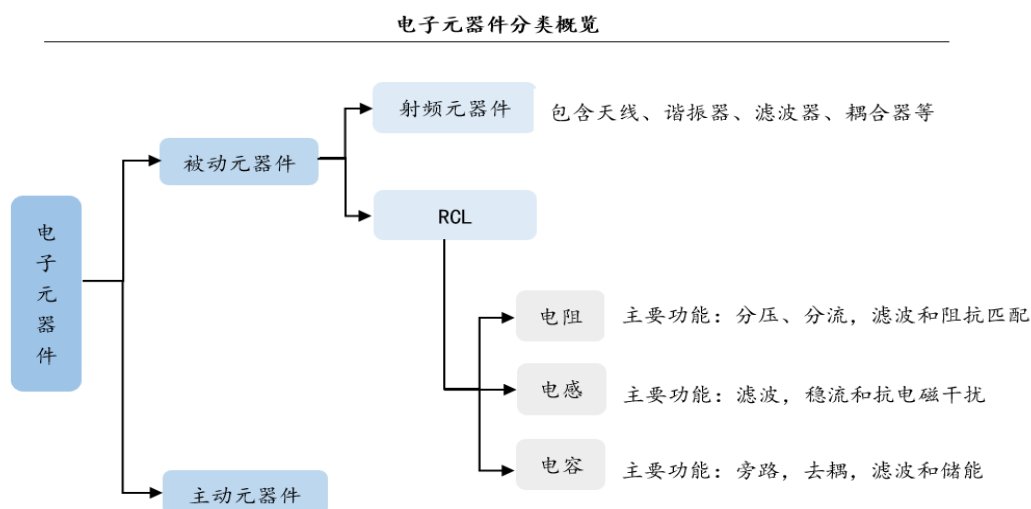 电子元器件分类概览
射频元器件
包含天线、谐振器、滤波器、耦合器等
被动元器件
RCL
电子元器件
电阻
主要功能：分压、分流，滤波和阻抗匹配
电感
主要功能：滤波，稳流和抗电磁干扰
电容
主要功能：旁路，去耦，滤波和储能
主动元器件